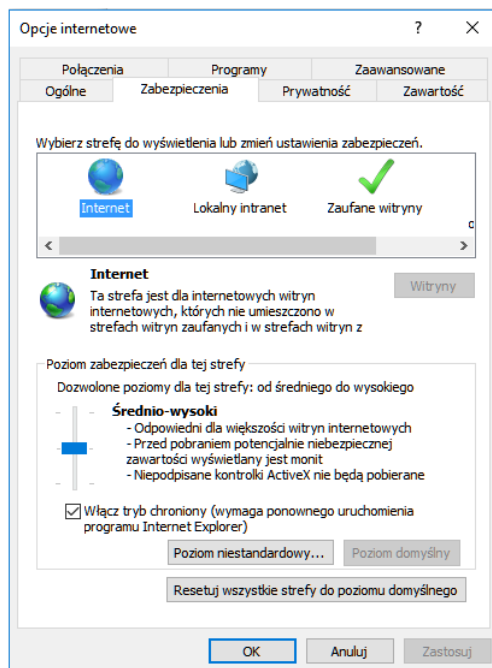 Opcje internetowe
?
Połączenia Programy Zaawansowane
Ogólne Zabezpieczenia Prywatność Zawartość
Wybierz strefę do wyświetlenia lub zmień ustawienia zabezpieczeń.
Internet Lokalny intranet Zaufane witryny
Internet
Ta strefa jest dla internetowych witryn
internetowych, których nie umieszczono w
strefach witryn zaufanych i w strefach witryn z
Witryny
Poziom zabezpieczeń dla tej strefy
Dozwolone poziomy dla tej strefy: od średniego do wysokiego
Średnio-wysoki
- Odpowiedni dla większości witryn internetowych
- Przed pobraniem potencjalnie niebezpiecznej
zawartości wyświetlany jest monit
- Niepodpisane kontrolki ActiveX nie będą pobierane
Włącz tryb chroniony (wymaga ponownego uruchomienia
programu Internet Explorer)
Poziom niestandardowy... Poziom domyślny
Resetuj wszystkie strefy do poziomu domyślnego
OK Anuluj Zastosuj